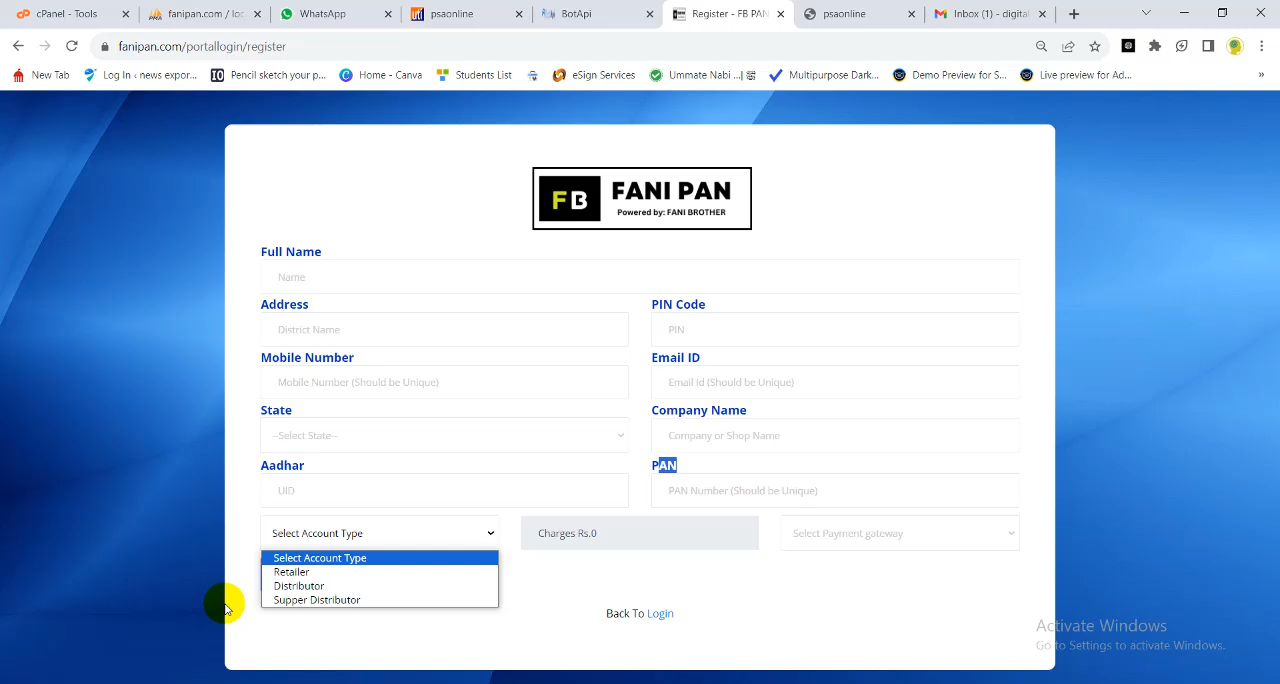 cPanel - Tools
fanipan.com / loc
WhatsApp
psaonline
BotApi
Register - FB PAN
psaonline
Inbox (1) - digital
fanipan.com/portallogin/register
New Tab
Log In ‹ news expor...
Pencil sketch your p...
Home - Canva
Students List
eSign Services
Ummate Nabi ...
Multipurpose Dark...
Demo Preview for S...
Live preview for Ad...
»
FB
FANI PAN
Powered by: FANI BROTHER
Full Name
Name
Address
PIN Code
District Name
PIN
Mobile Number
Email ID
Mobile Number (Should be Unique)
Email Id (Should be Unique)
State
Company Name
--Select State--
Company or Shop Name
Aadhar
PAN
UID
PAN Number (Should be Unique)
Select Account Type
Charges Rs.0
Select Payment gateway
Select Account Type
Retailer
Distributor
Supper Distributor
Back To Login
Activate Windows
Go to Settings to activate Windows.